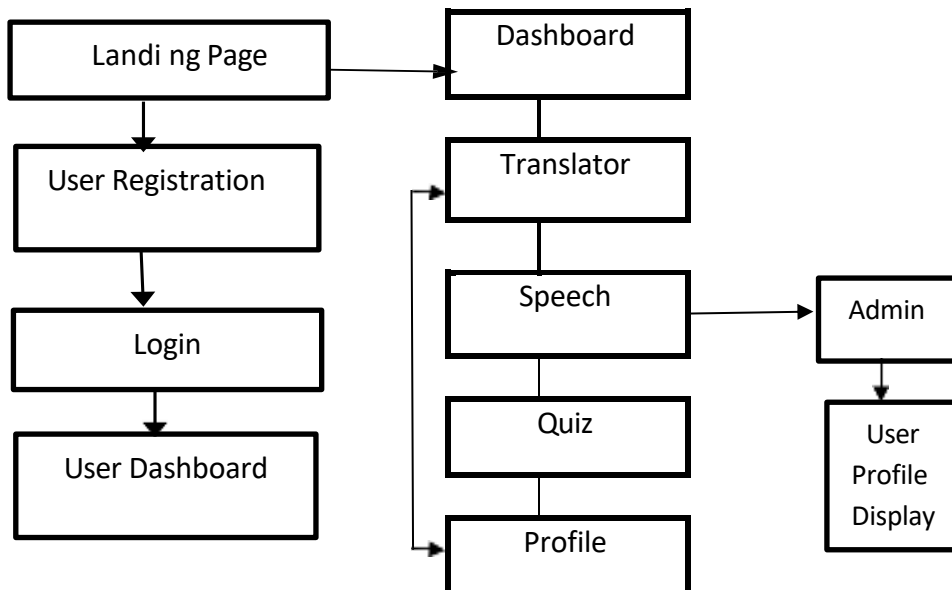 Landi ng Page
User Registration
Login
User Dashboard
Dashboard
Translator
Speech
Quiz
Profile
Admin
User
Profile
Display